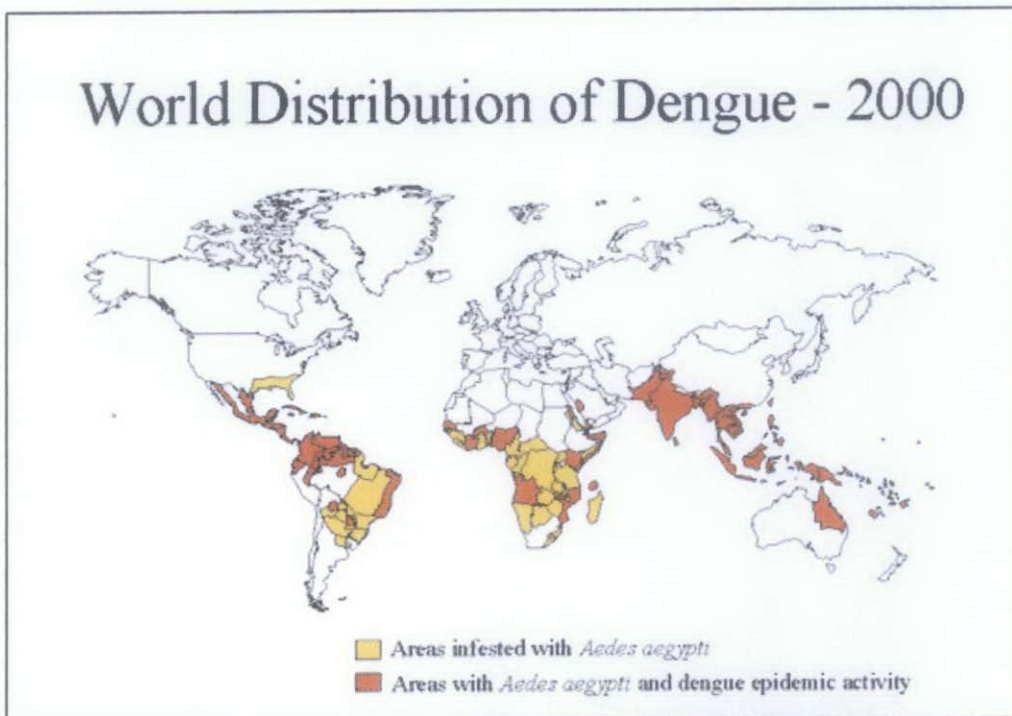 World Distribution of Dengue - 2000
Areas infested with Aedes aegypti
Areas with Aedes aegypti and dengue epidemic activity